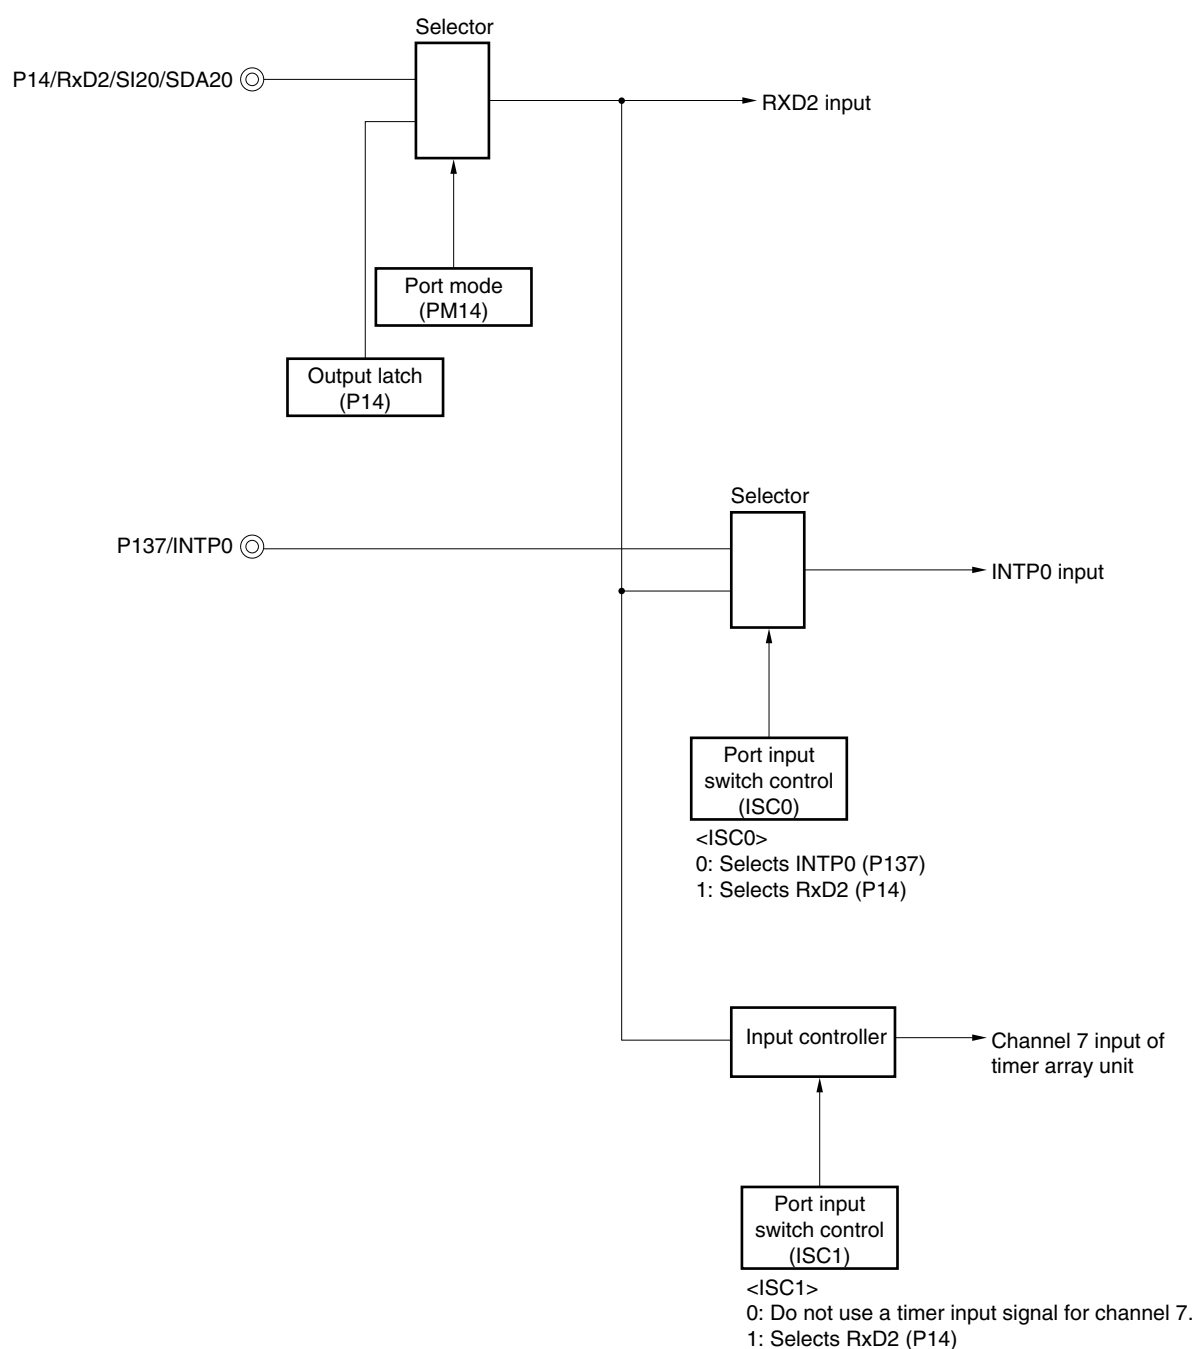 Selector
P14/RxD2/SI20/SDA20
RXD2 input
Port mode
(PM14)
Output latch
(P14)
Selector
P137/INTP0
INTP0 input
Port input
switch control
(ISC0)
<ISC0>
0: Selects INTP0 (P137)
1: Selects RxD2 (P14)
Input controller
Channel 7 input of
timer array unit
Port input
switch control
(ISC1)
<ISC1>
0: Do not use a timer input signal for channel 7.
1: Selects RxD2 (P14)